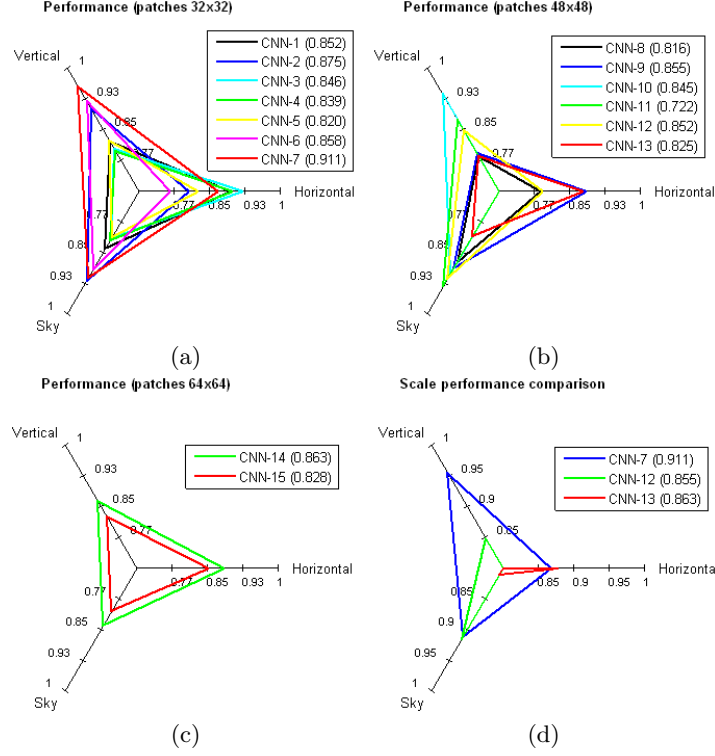 Performance (patches 32x32)
Vertical
1
0.93
0.85
0.77
CNN-1 (0.852)
CNN-2 (0.875)
CNN-3 (0.846)
CNN-4 (0.839)
CNN-5 (0.820)
CNN-6 (0.858)
CNN-7 (0.911)
Horizontal
0.77 0.85 0.93 1
0.77
0.85
0.93
1
Sky
(a)
Performance (patches 48x48)
Vertical
1
0.93
0.85
0.77
CNN-8 (0.816)
CNN-9 (0.855)
CNN-10 (0.845)
CNN-11 (0.722)
CNN-12 (0.852)
CNN-13 (0.825)
Horizontal
0.77 0.85 0.93 1
0.77
0.85
0.93
1
Sky
(b)
Performance (patches 64x64)
Vertical
1
0.93
0.85
0.77
CNN-14 (0.863)
CNN-15 (0.828)
Horizontal
0.77 0.85 0.93 1
0.77
0.85
0.93
1
Sky
(c)
Scale performance comparison
Vertical
1
0.95
0.9
0.85
CNN-7 (0.911)
CNN-12 (0.855)
CNN-13 (0.863)
Horizonta
0.85 0.9 0.95 1
0.85
0.9
0.95
1
Sky
(d)